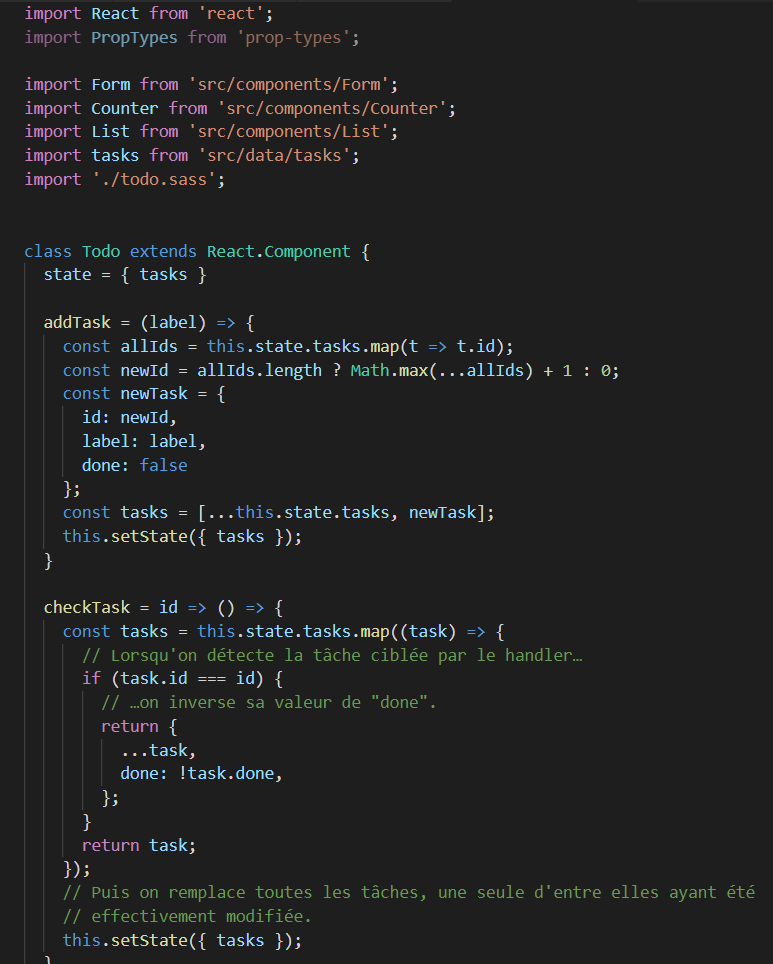 import React from 'react';
import PropTypes from 'prop-types';
import Form from 'src/components/Form';
import Counter from 'src/components/Counter';
import List from 'src/components/List';
import tasks from 'src/data/tasks';
import './todo.sass';
class Todo extends React.Component {
state = { tasks }
addTask = (label) => {
const allIds = this.state.tasks.map(t => t.id);
const newId = allIds.length ? Math.max(...allIds) + 1 : 0;
const newTask = {
id: newId,
label: label,
done: false
};
const tasks = [...this.state.tasks, newTask];
this.setState({ tasks });
}
checkTask = id => () => {
const tasks = this.state.tasks.map((task) => {
// Lorsqu'on détecte la tâche ciblée par le handler…
if (task.id === id) {
// …on inverse sa valeur de "done".
return {
...task,
done: !task.done,
};
}
return task;
});
// Puis on remplace toutes les tâches, une seule d'entre elles ayant été
// effectivement modifiée.
this.setState({ tasks });
}